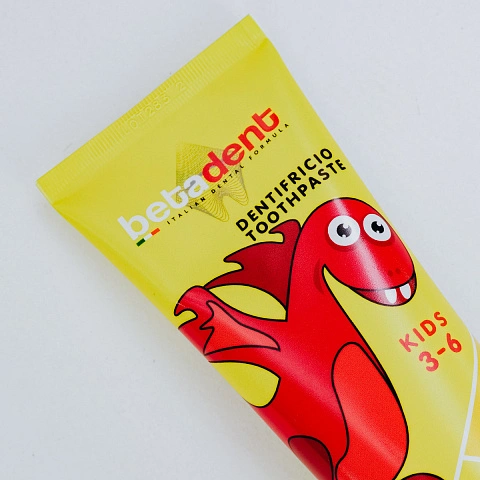 betadent
ITALIAN DENTAL FORMULA
DENTIFRICIO
TOOTHPASTE
KIDS
3-6